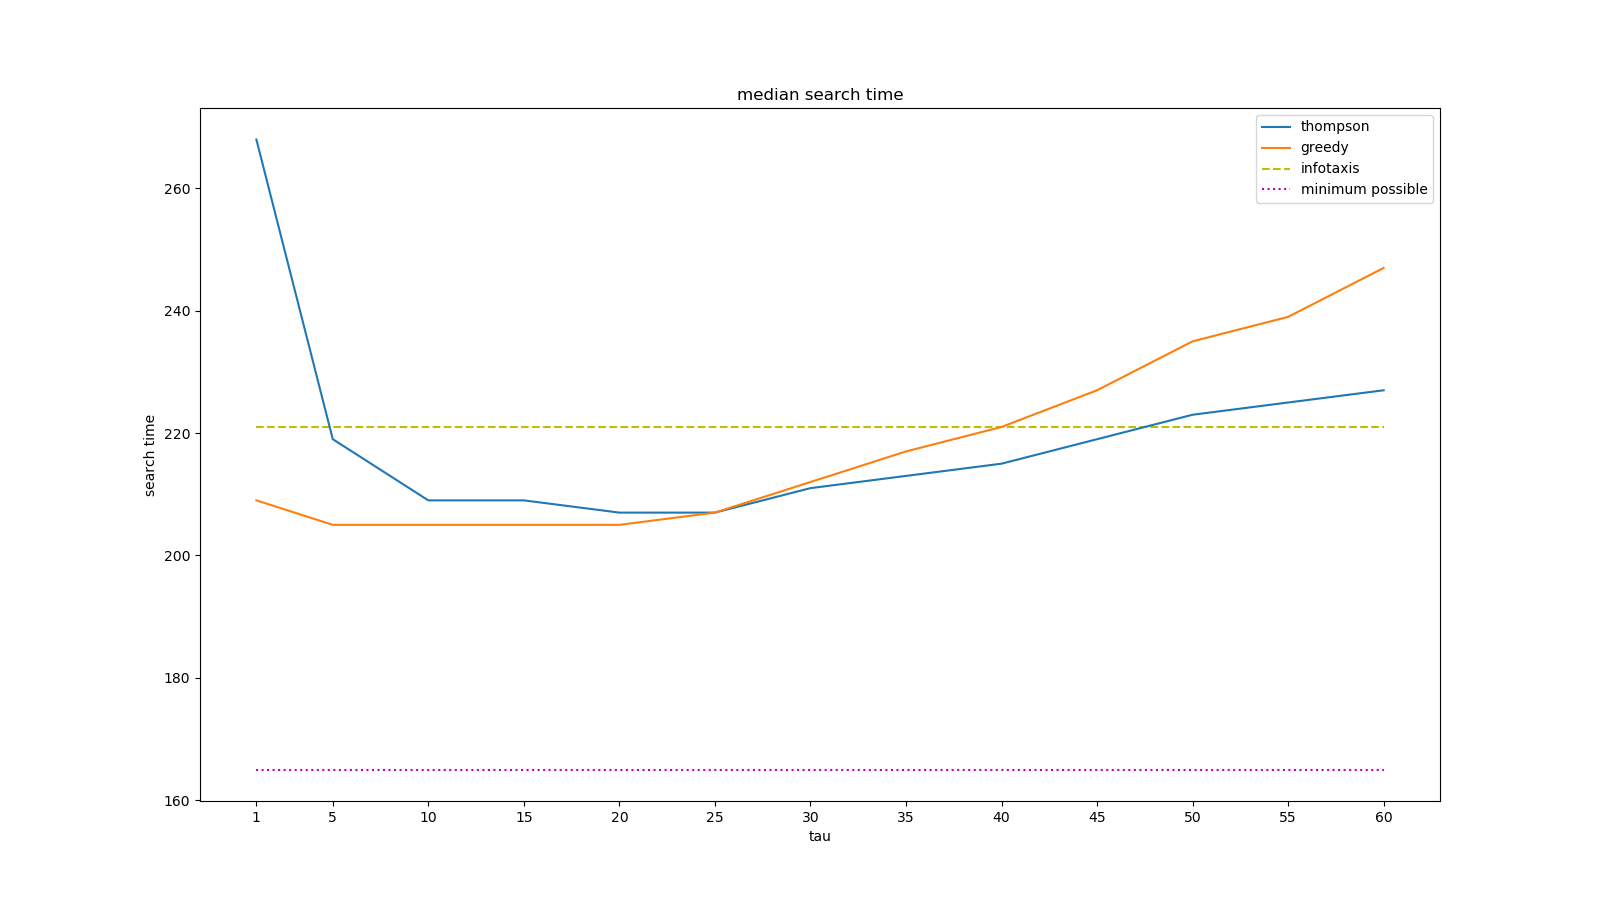 median search time
thompson
greedy
infotaxis
minimum possible
260
240
220
200
180
160
search time
1 5 10 15 20 25 30 35 40 45 50 55 60
tau